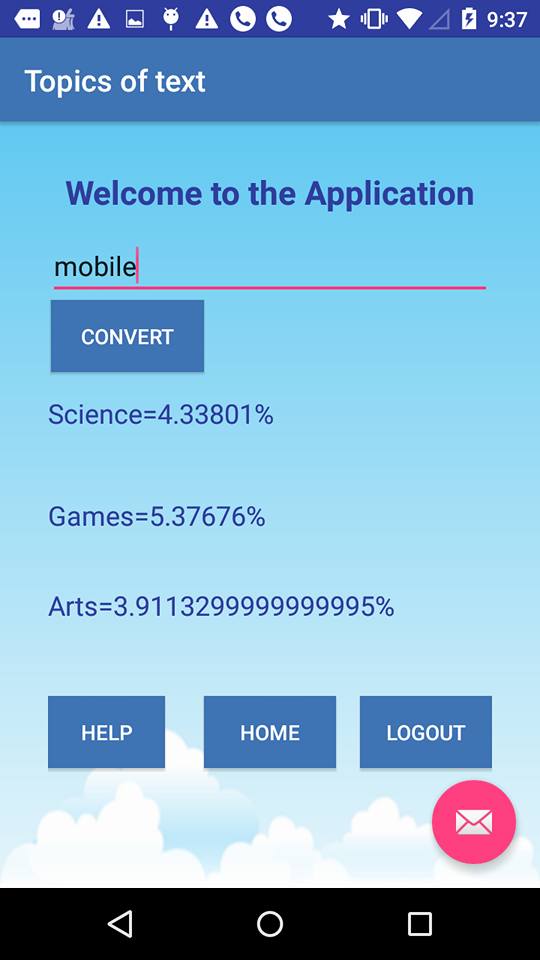 9:37
Topics of text
Welcome to the Application
mobile
CONVERT
Science=4.33801%
Games=5.37676%
Arts=3.9113299999999995%
HELP HOME LOGOUT